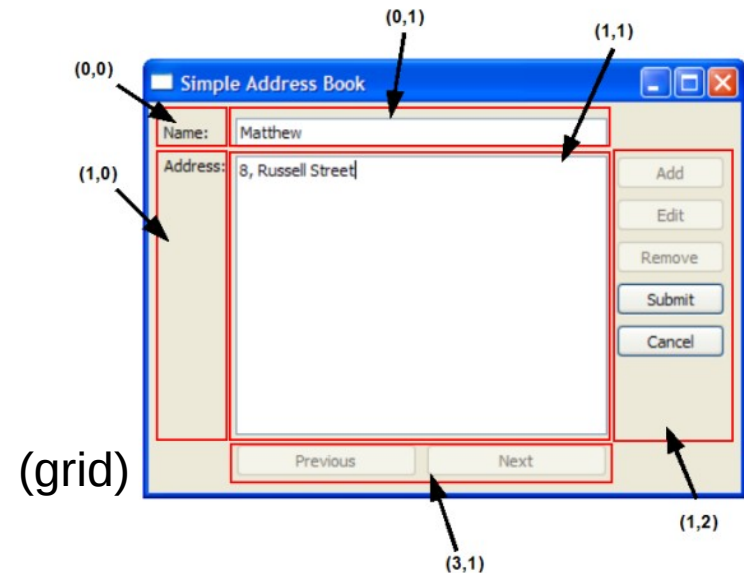 (0,1)
(1,1)
(0,0)
Simple Address Book
Name: Matthew
(1,0)
Address: 8, Russell Street
Add
Edit
Remove
Submit
Cancel
(grid)
Previous Next
(1,2)
(3,1)